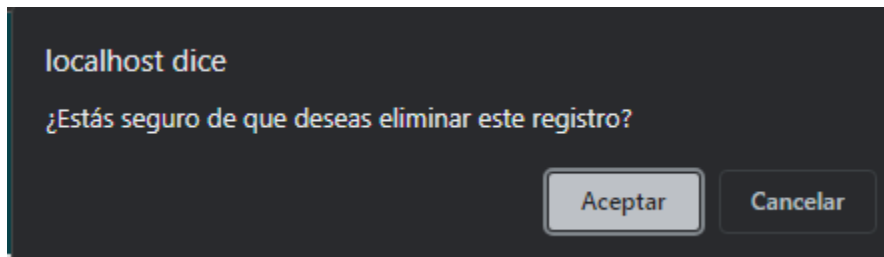 localhost dice
¿Estás seguro de que deseas eliminar este registro?
Aceptar Cancelar